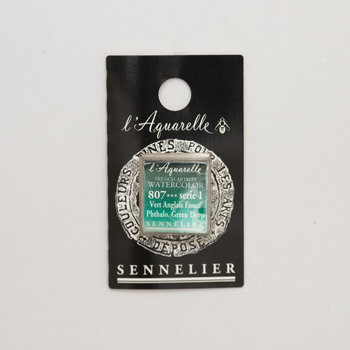 l'Aquarelle
COULEURS FINES POUR LES ARTS
DÉPOSÉ
l'Aquarelle
FRENCH ARTISTS'
WATERCOLOR
807*** serie 1
Vert Anglais Foncé
Phthalo. Green Deep
SENNELIER
SENNELIER